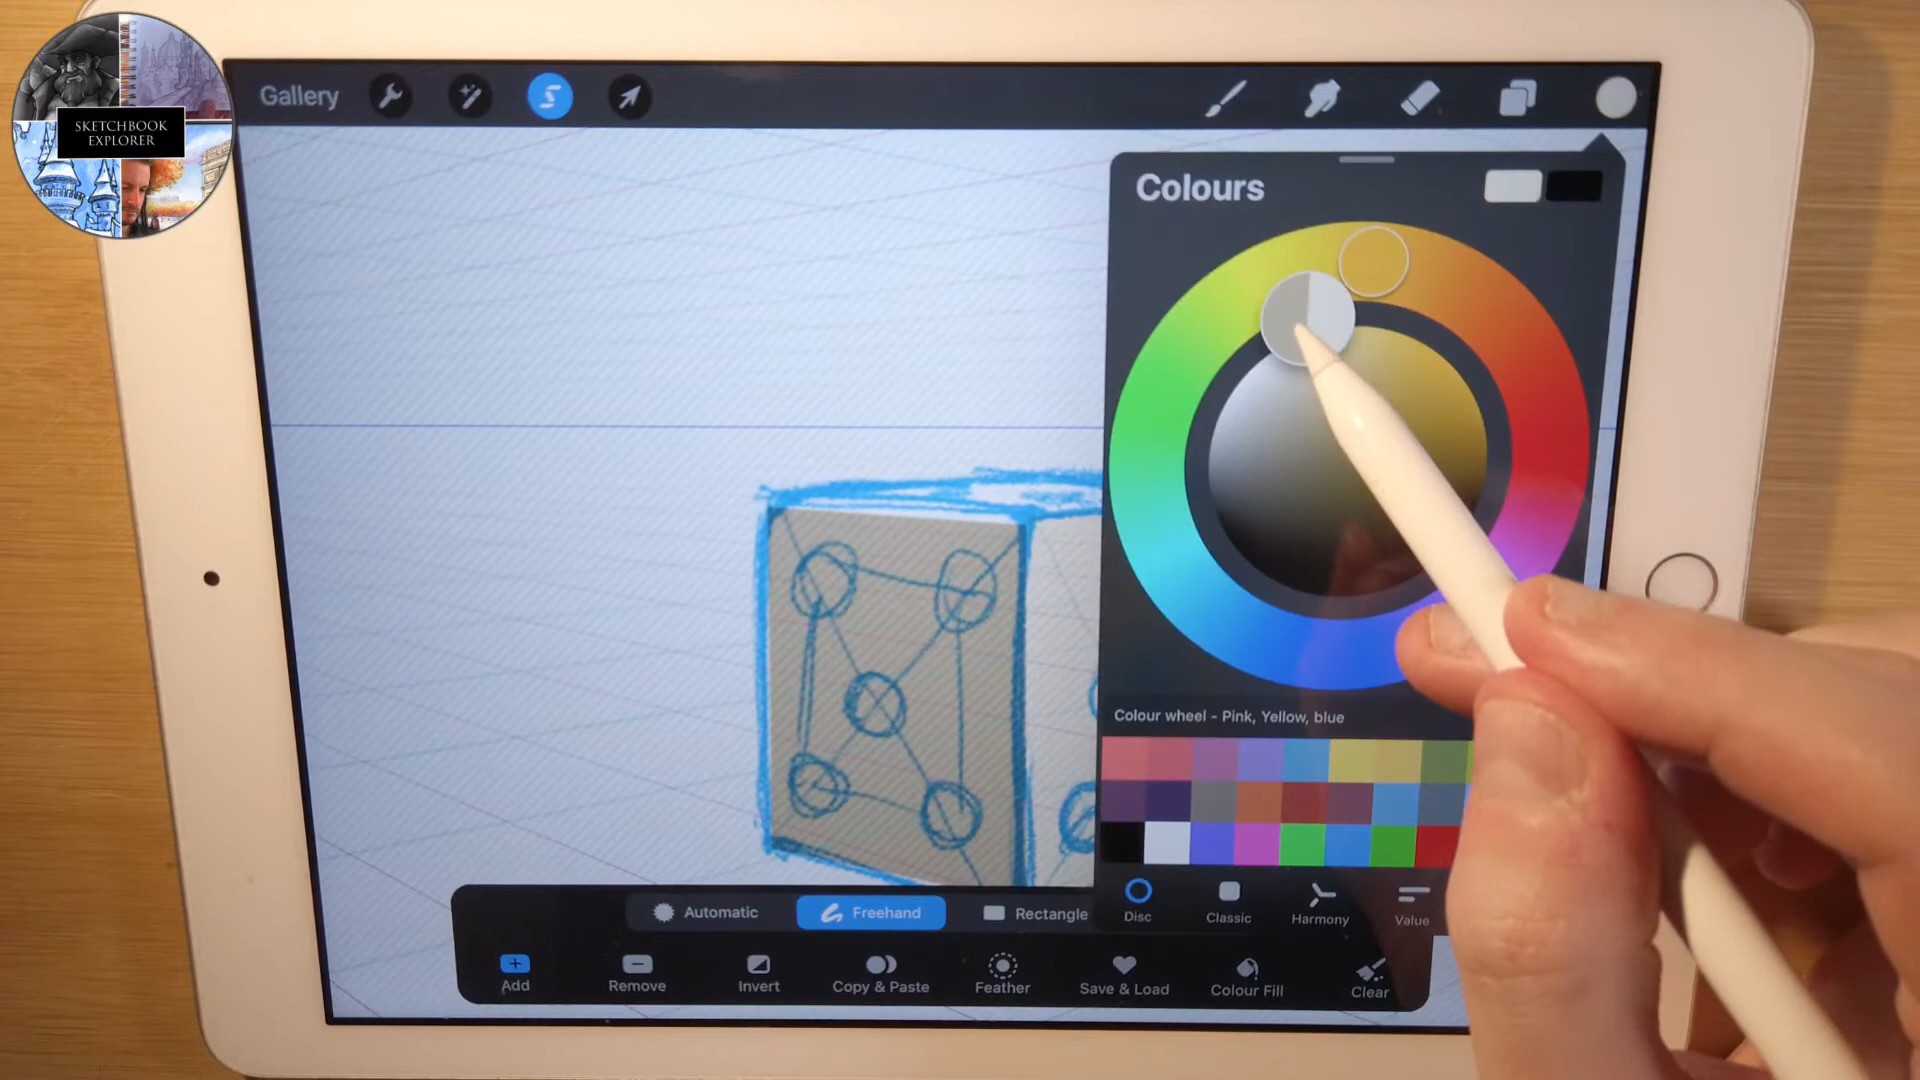 SKETCHBOOK
EXPLORER
Gallery
Colours
Colour wheel - Pink, Yellow, blue
Disc
Classic
Harmony
Value
Automatic
Freehand
Rectangle
Add
Remove
Invert
Copy & Paste
Feather
Save & Load
Colour Fill
Clear